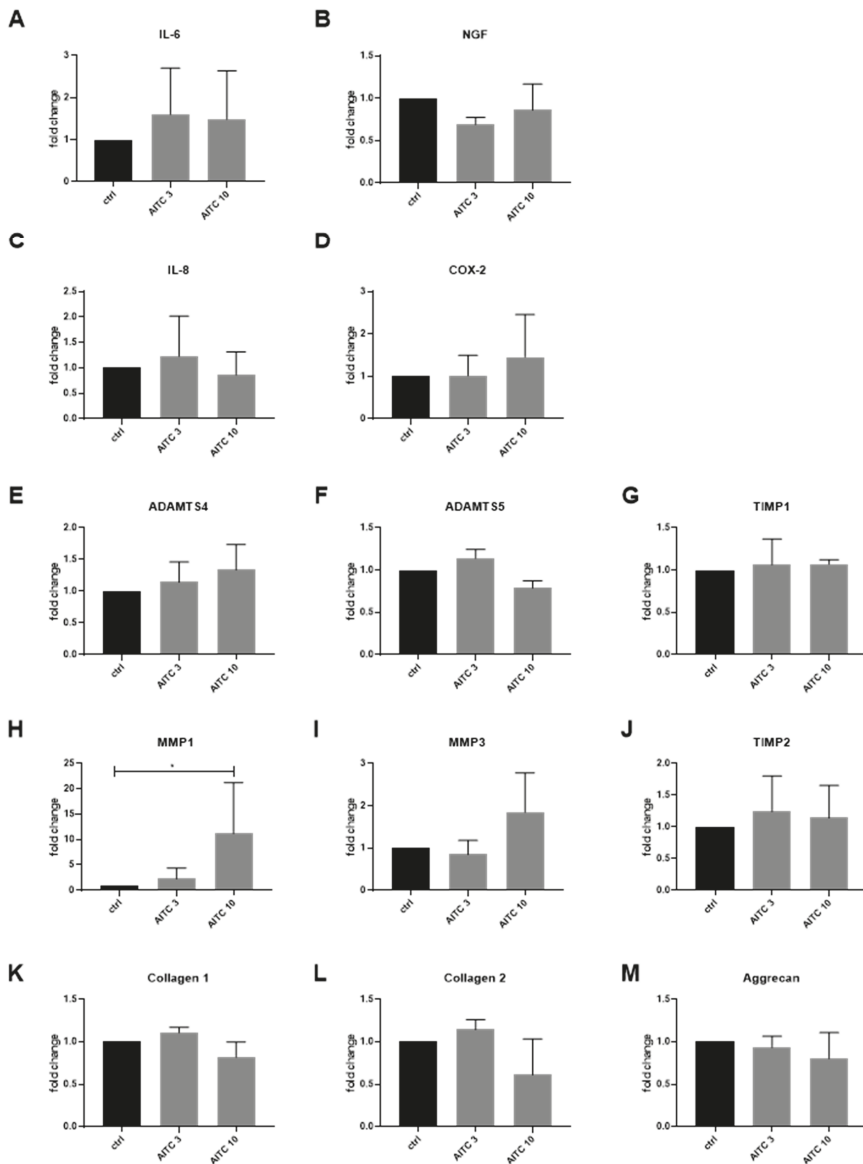 A
IL-6
fold change
3
2
1
0
ctrl
AITC 3
AITC 10
B
NGF
fold change
1.5
1.0
0.5
0.0
ctrl
AITC 3
AITC 10
C
IL-8
fold change
2.5
2.0
1.5
1.0
0.5
0.0
ctrl
AITC 3
AITC 10
D
COX-2
fold change
3
2
1
0
ctrl
AITC 3
AITC 10
E
ADAMTS4
fold change
2.0
1.5
1.0
0.5
0.0
ctrl
AITC 3
AITC 10
F
ADAMTS5
fold change
1.5
1.0
0.5
0.0
ctrl
AITC 3
AITC 10
G
TIMP1
fold change
1.5
1.0
0.5
0.0
ctrl
AITC 3
AITC 10
H
MMP1
fold change
25
20
15
10
5
0
*
ctrl
AITC 3
AITC 10
I
MMP3
fold change
3
2
1
0
ctrl
AITC 3
AITC 10
J
TIMP2
fold change
2.0
1.5
1.0
0.5
0.0
ctrl
AITC 3
AITC 10
K
Collagen 1
fold change
1.5
1.0
0.5
0.0
ctrl
AITC 3
AITC 10
L
Collagen 2
fold change
1.5
1.0
0.5
0.0
ctrl
AITC 3
AITC 10
M
Aggrecan
fold change
1.5
1.0
0.5
0.0
ctrl
AITC 3
AITC 10